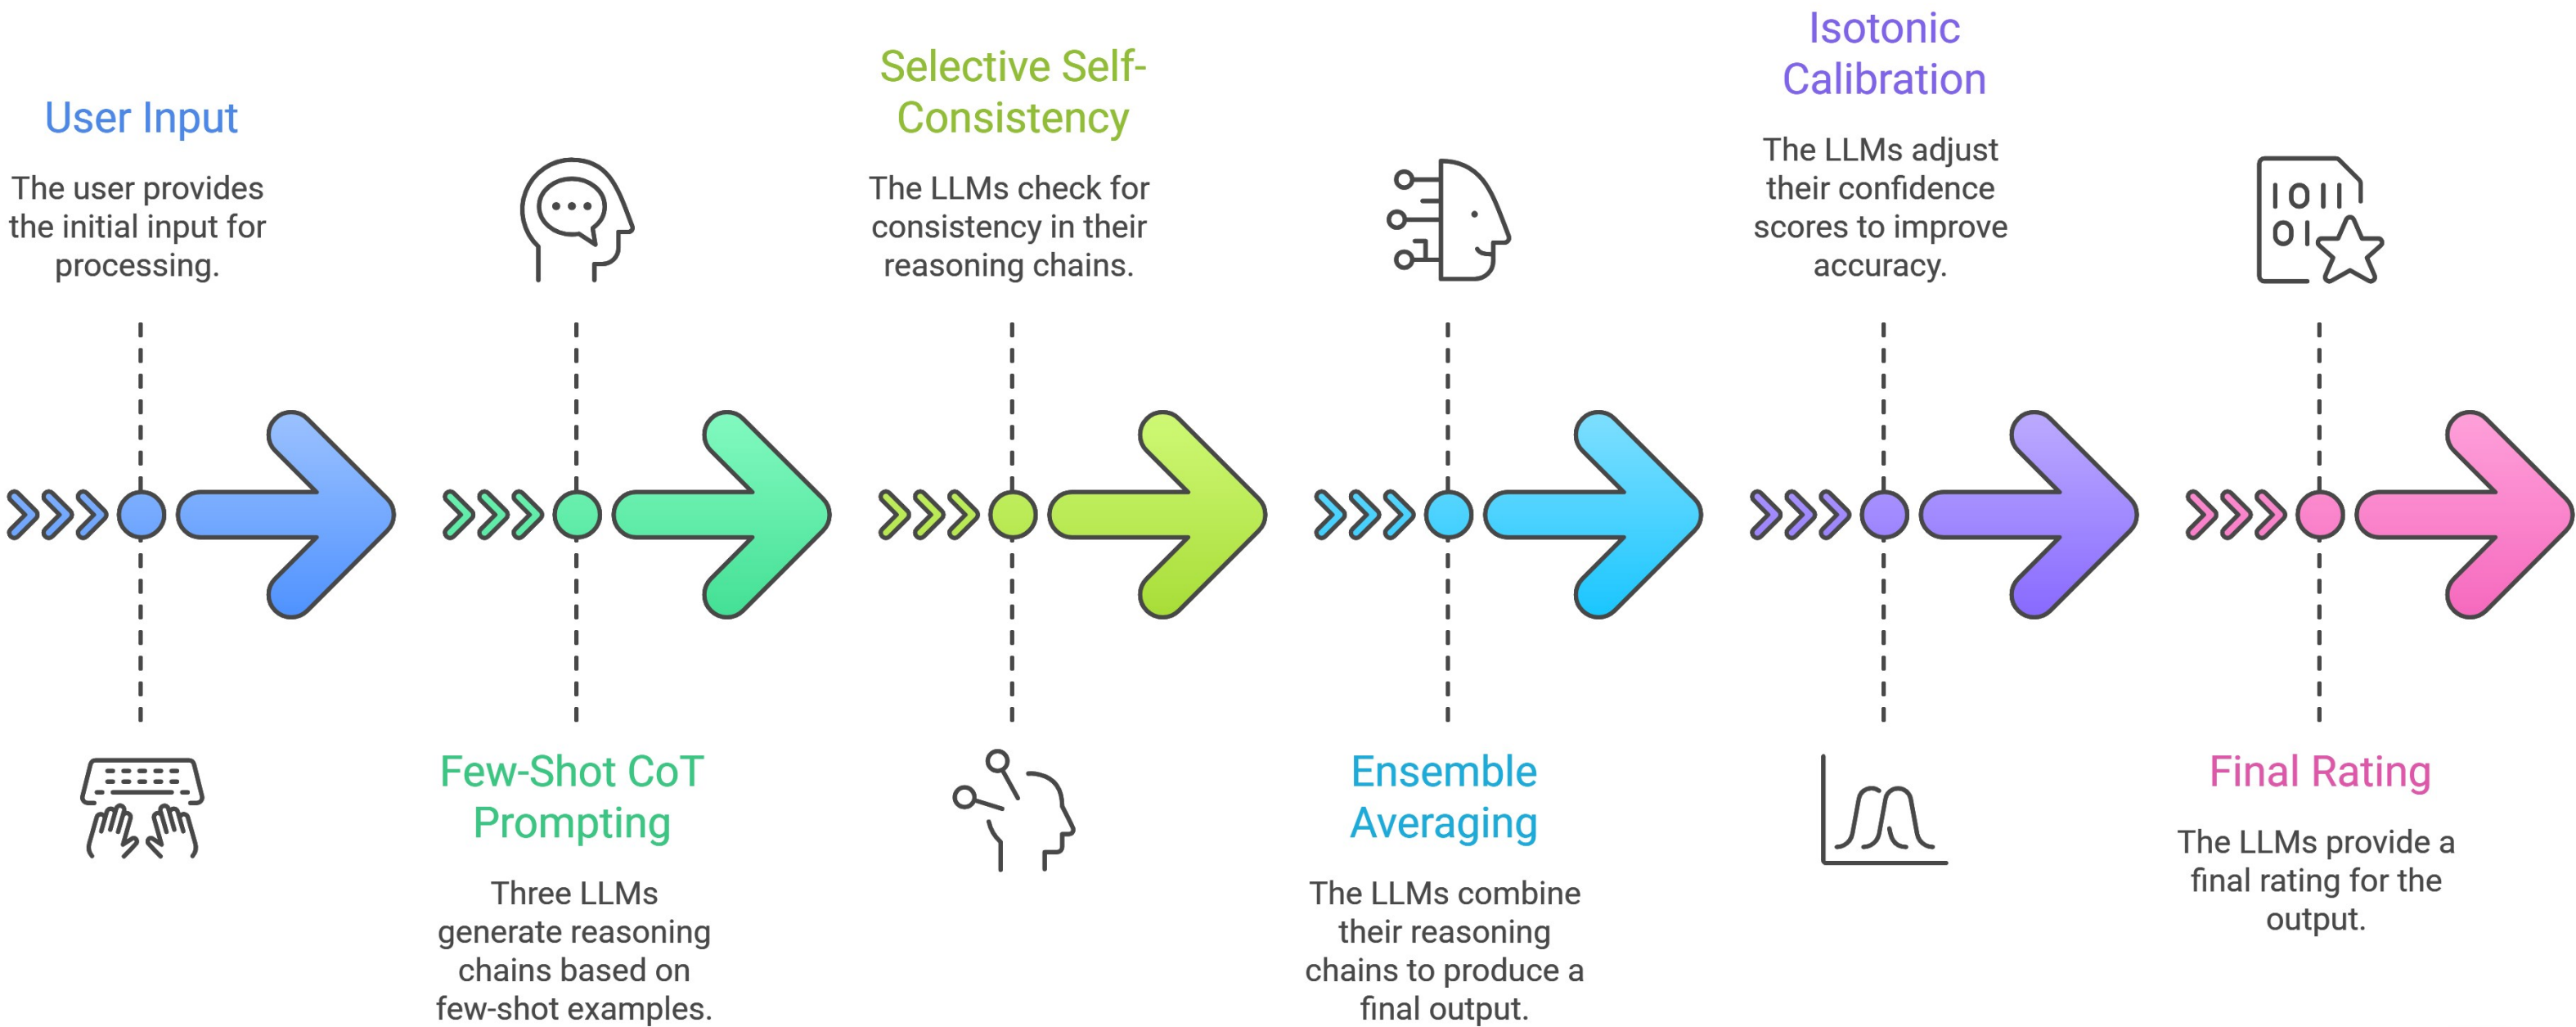 User Input
The user provides
the initial input for
processing.
Few-Shot CoT
Prompting
Three LLMs
generate reasoning
chains based on
few-shot examples.
Selective Self-
Consistency
The LLMs check for
consistency in their
reasoning chains.
Ensemble
Averaging
The LLMs combine
their reasoning
chains to produce a
final output.
Isotonic
Calibration
The LLMs adjust
their confidence
scores to improve
accuracy.
1011
01
Final Rating
The LLMs provide a
final rating for the
output.